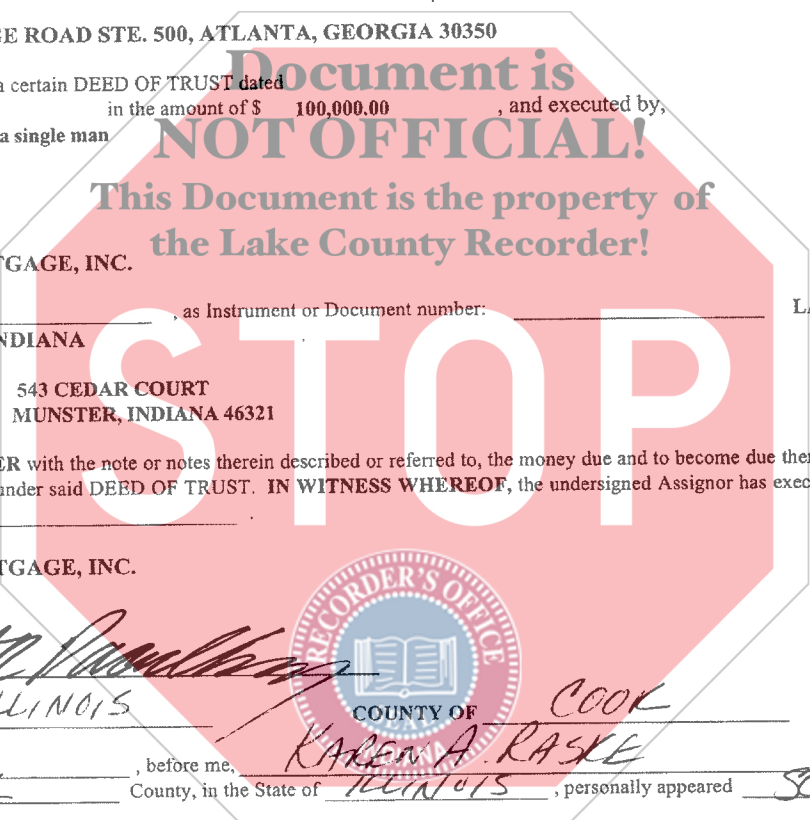 GE ROAD STE. 500, ATLANTA, GEORGIA 30350
a certain DEED OF TRUST dated
in the amount of $ 100,000.00 , and executed by,
a single man
Document is
NOT OFFICIAL!
This Document is the property of
the Lake County Recorder!
TGAGE, INC.
, as Instrument or Document number: LA
NDIANA
543 CEDAR COURT
MUNSTER, INDIANA 46321
STOP
ER with the note or notes therein described or referred to, the money due and to become due ther
under said DEED OF TRUST. IN WITNESS WHEREOF, the undersigned Assignor has exec
TGAGE, INC.
RECORDER'S OFFICE
INDIANA
LLINOIS COUNTY OF COOK
, before me, KAREN A. RASKE
County, in the State of ILLINOIS , personally appeared